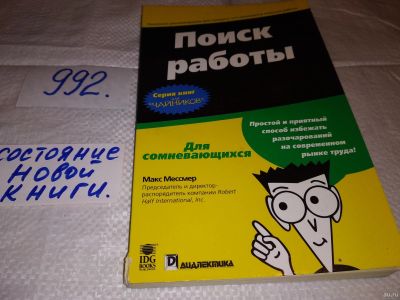 992.
состояние
новой
книги.
Поиск
работы
Серия книг
для
"ЧАЙНИКОВ"
Простой и приятный
способ избежать
разочарований
на современном
рынке труда!
Для
сомневающихся
Макс Мессмер
Председатель и директор-
распорядитель компании Robert
Half International, Inc.
IDG
BOOKS
ДИАЛЕКТИКА